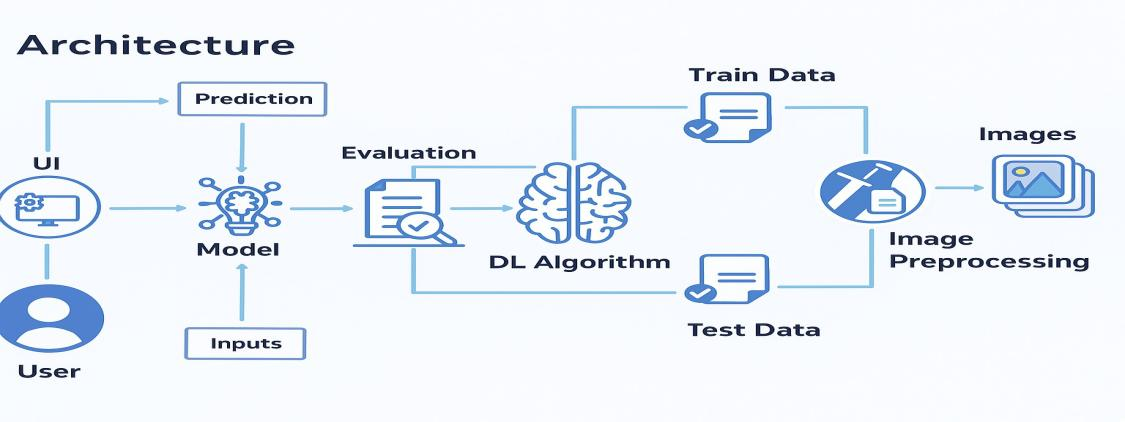 Architecture
Train Data
Prediction
Images
Evaluation
UI
Model
Image
Preprocessing
DL Algorithm
Test Data
Inputs
User